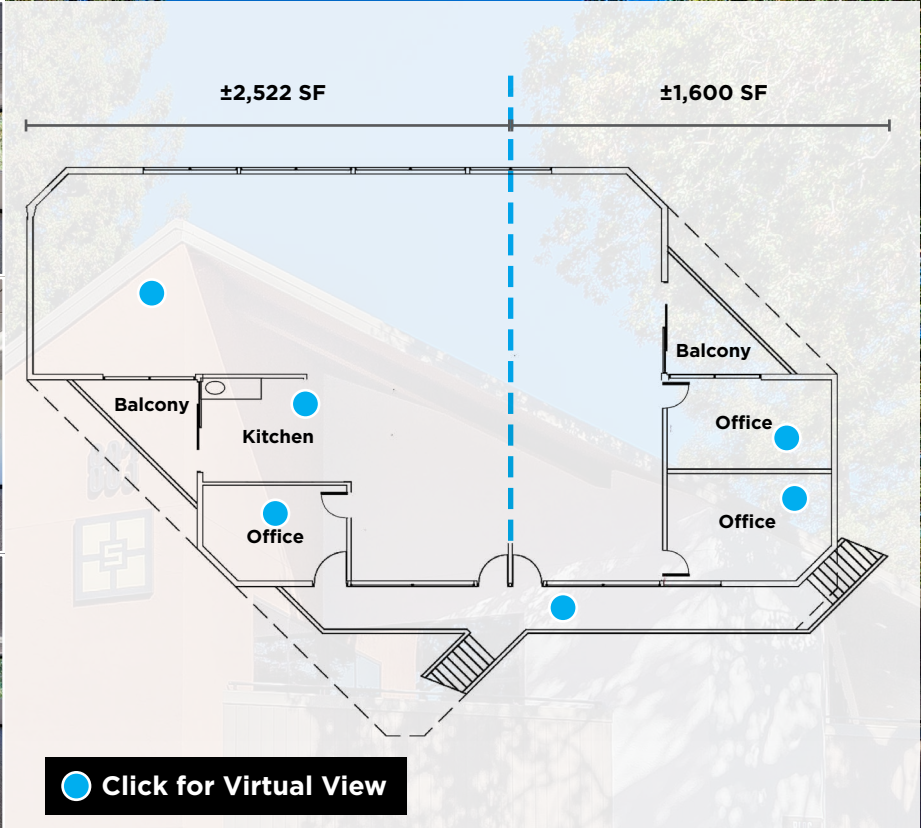 ±2,522 SF
±1,600 SF
Balcony
Balcony
Kitchen
Office
Office
Office
Click for Virtual View